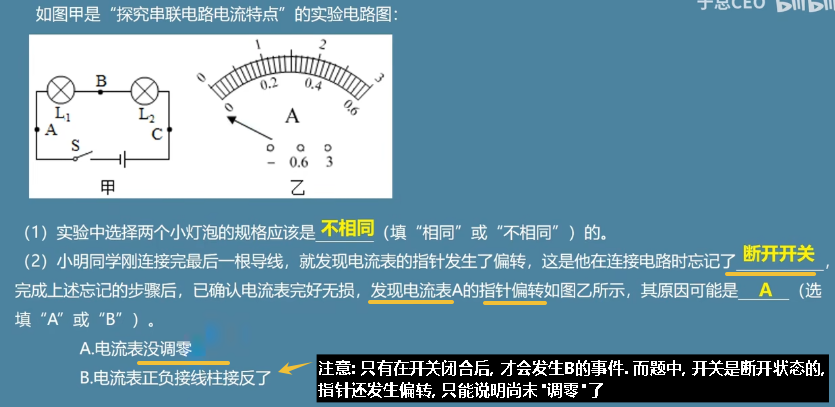 于总CEO bilibili
如图甲是“探究串联电路电流特点”的实验电路图：
B
L1
L2
A
C
S
甲
0
1
2
3
0
0.2
0.4
0.6
A
－ 0.6 3
乙
（1）实验中选择两个小灯泡的规格应该是 不相同 （填“相同”或“不相同”）的。
（2）小明同学刚连接完最后一根导线，就发现电流表的指针发生了偏转，这是他在连接电路时忘记了 断开开关 ，
完成上述忘记的步骤后，已确认电流表完好无损，发现电流表A的指针偏转如图乙所示，其原因可能是 A （选
填“A”或“B”）。
A.电流表没调零
B.电流表正负接线柱接反了
注意: 只有在开关闭合后, 才会发生B的事件. 而题中, 开关是断开状态的,
指针还发生偏转, 只能说明尚未 "调零" 了